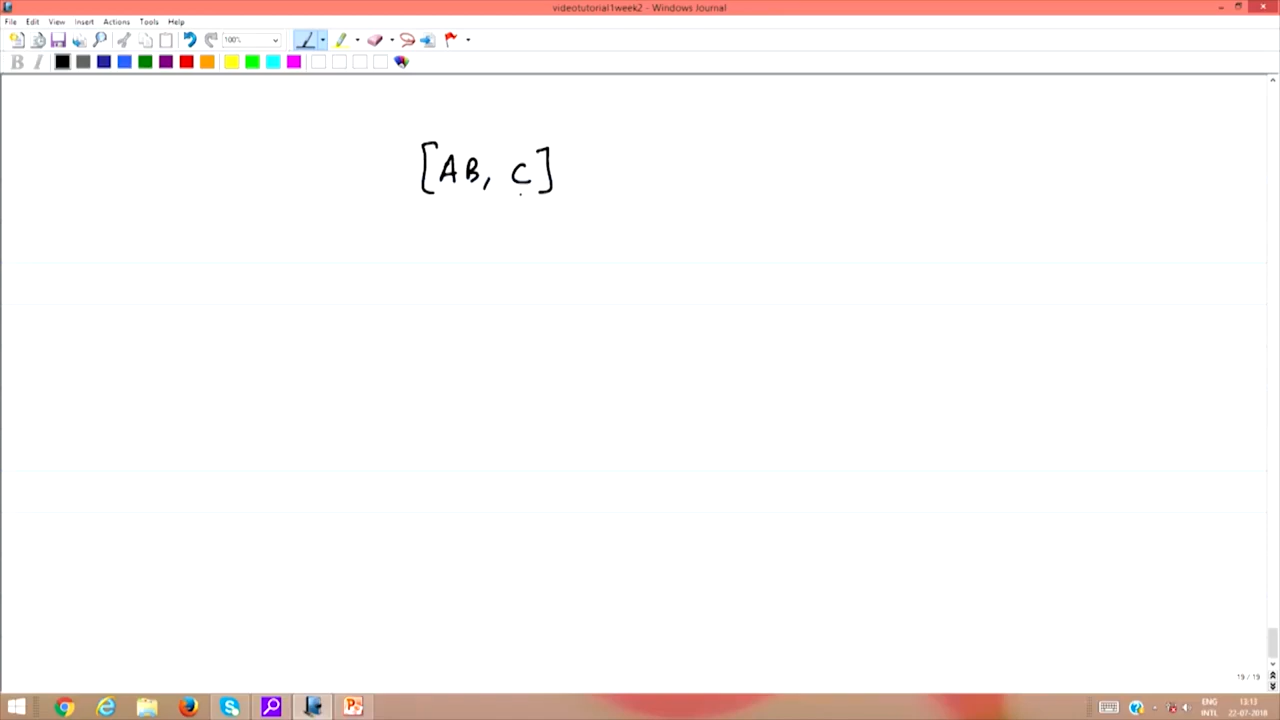 videotutorial1week2 - Windows Journal
File Edit View Insert Actions Tools Help
100%
B I
[AB, C]
19 / 19
ENG 13:13
INTL 22-07-2018